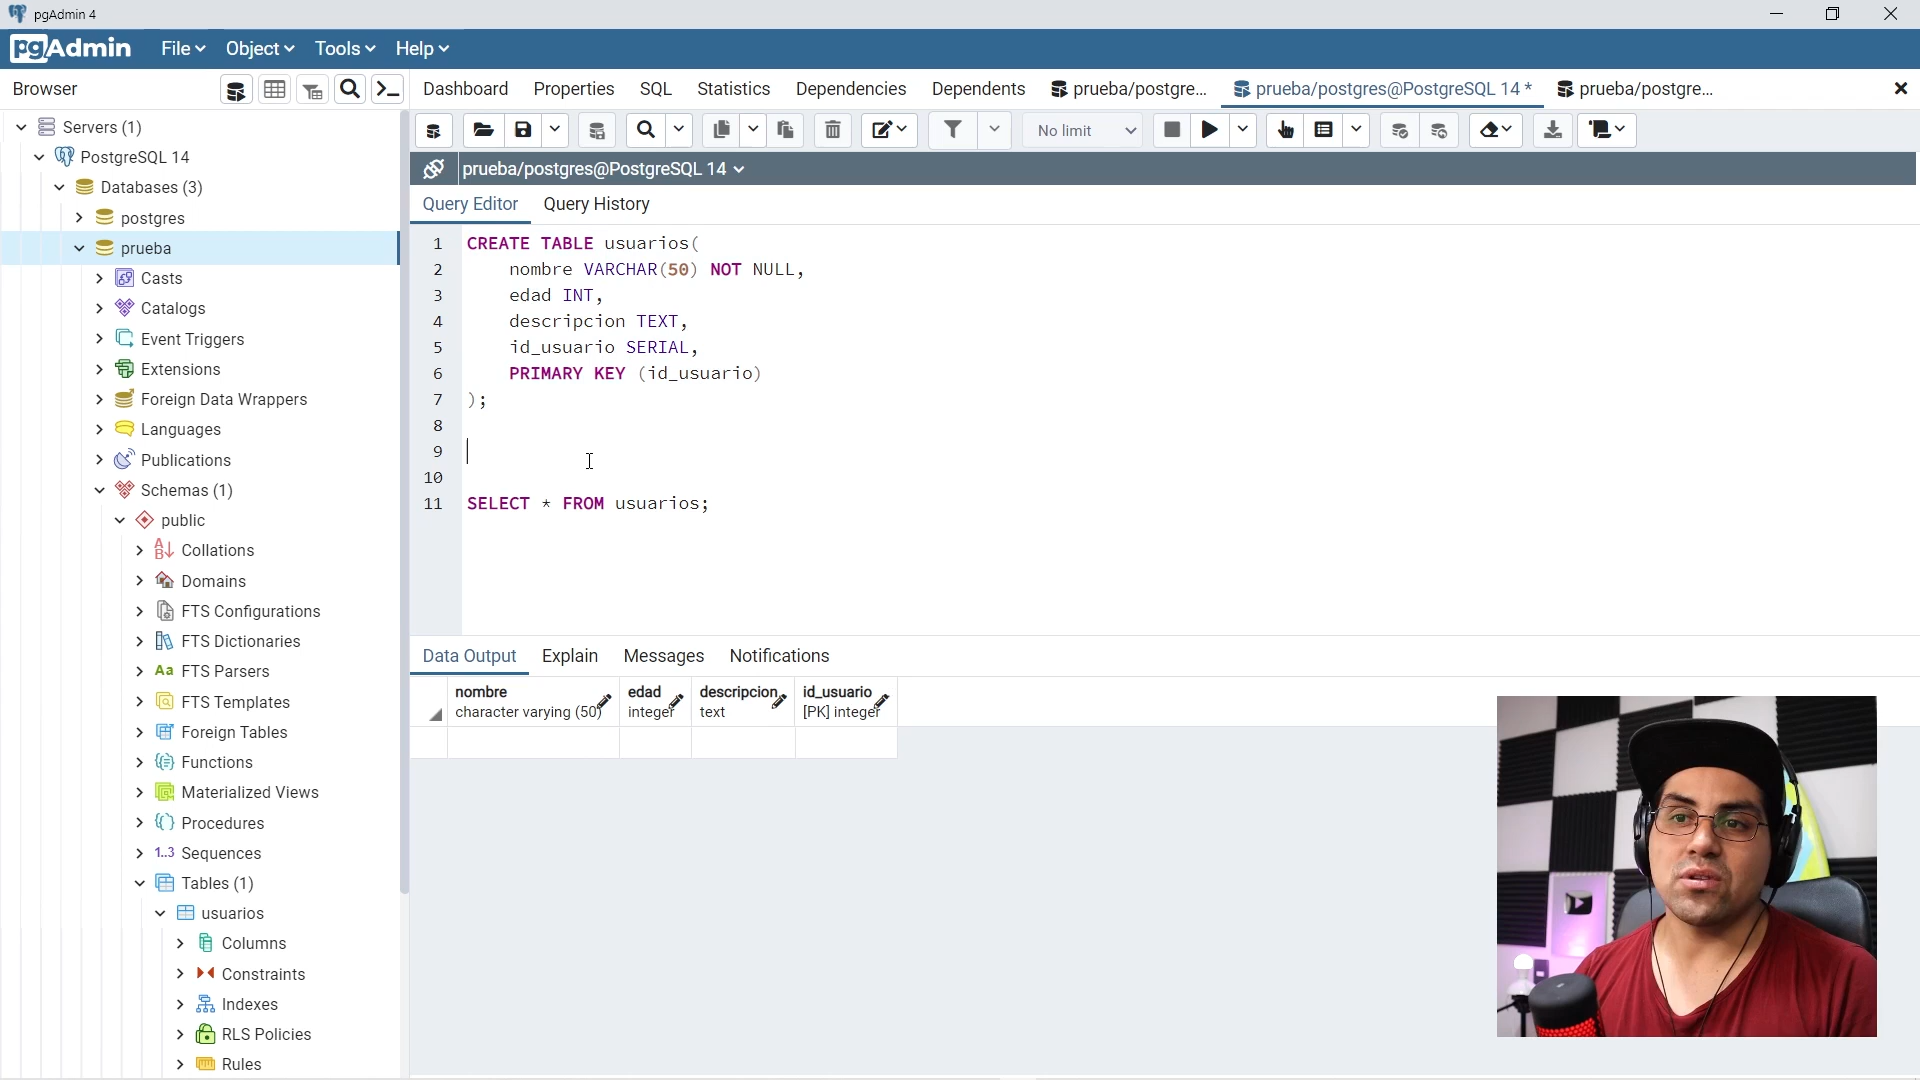 pgAdmin 4
pgAdmin File Object Tools Help
Browser
Dashboard Properties SQL Statistics Dependencies Dependents prueba/postgre... prueba/postgres@PostgreSQL 14 * prueba/postgre...
No limit
prueba/postgres@PostgreSQL 14
Query Editor Query History
Servers (1)
PostgreSQL 14
Databases (3)
postgres
prueba
Casts
Catalogs
Event Triggers
Extensions
Foreign Data Wrappers
Languages
Publications
Schemas (1)
public
Collations
Domains
FTS Configurations
FTS Dictionaries
Aa FTS Parsers
FTS Templates
Foreign Tables
Functions
Materialized Views
Procedures
1..3 Sequences
Tables (1)
usuarios
Columns
Constraints
Indexes
RLS Policies
Rules
1 CREATE TABLE usuarios(
2 nombre VARCHAR(50) NOT NULL,
3 edad INT,
4 descripcion TEXT,
5 id_usuario SERIAL,
6 PRIMARY KEY (id_usuario)
7 );
8
9
10
11 SELECT * FROM usuarios;
Data Output Explain Messages Notifications
nombre edad descripcion id_usuario
character varying (50) integer text [PK] integer